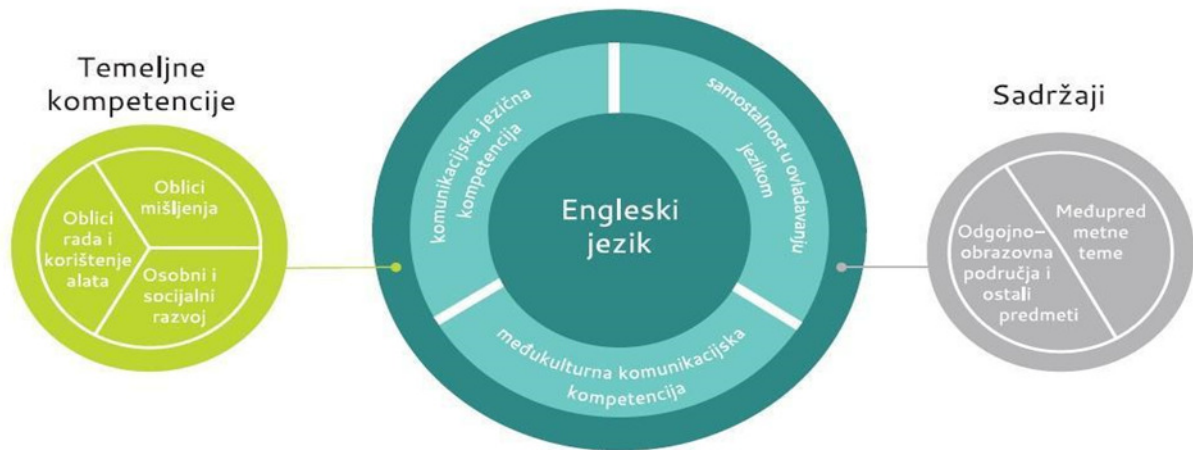 Temeljne
kompetencije
Oblici
mišljenja
Oblici
rada i
korištenje
alata
Osobni i
socijalni
razvoj
komunikacijska jezična
kompetencija
samostalnost u ovladavanju
jezikom
Engleski
jezik
međukulturna komunikacijska
kompetencija
Sadržaji
Međupred
metne
teme
Odgojno-
obrazovna
područja i
ostali
predmeti